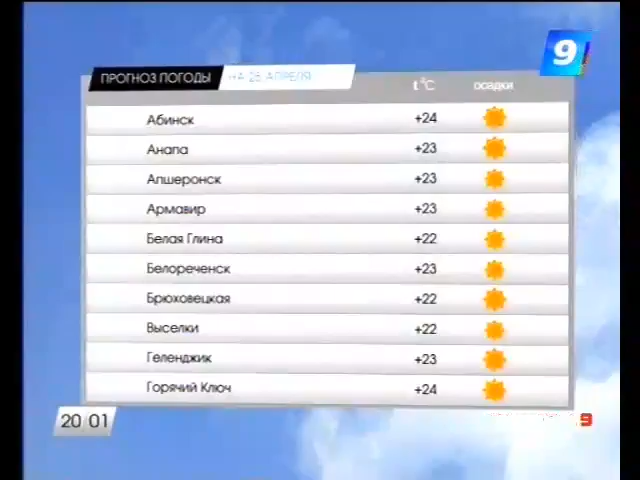 9
ПРОГНОЗ ПОГОДЫ НА 26 АПРЕЛЯ t °C осадки
Абинск +24
Анапа +23
Апшеронск +23
Армавир +23
Белая Глина +22
Белореченск +23
Брюховецкая +22
Выселки +22
Геленджик +23
Горячий Ключ +24
20 01
9